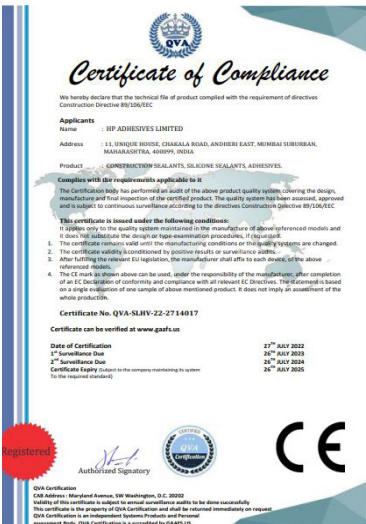 QVA
Certificate of Compliance
We hereby declare that the technical file of product complied with the requirement of directives
Construction Directive 89/106/EEC
Applicants
Name : HP ADHESIVES LIMITED
Address : 11, UNIQUE HOUSE, CHAKALA ROAD, ANDHERI EAST, MUMBAI SUBURBAN,
MAHARASHTRA, 400099, INDIA
Product : CONSTRUCTION SEALANTS, SILICONE SEALANTS, ADHESIVES.
Complies with the requirements applicable to it
The Certification body has performed an audit of the above product quality system covering the design,
manufacture and final inspection of the certified product. The quality system has been assessed, approved
and is subject to continuous surveillance according to the directives Construction Directive 89/106/EEC
This certificate is issued under the following conditions:
It applies only to the quality system maintained in the manufacture of above referenced models and
it does not substitute the design or type-examination procedures, if requested.
1. The certificate remains valid until the manufacturing conditions or the quality systems are changed.
2. The certificate validity is conditioned by positive results or surveillance audits.
3. After fulfilling the relevant EU legislation, the manufacturer shall affix to each device, of the above
referenced models.
4. The CE mark as shown above can be used, under the responsibility of the manufacturer, after completion
of an EC Declaration of conformity and compliance with all relevant EC Directives. The statement is based
on a single evaluation of one sample of above mentioned product. It does not imply an assessment of the
whole production.
Certificate No. QVA-SLHV-22-2714017
Certificate can be verified at www.gaafs.us
Date of Certification 27TH JULY 2022
1st Surveillance Due 26TH JULY 2023
2nd Surveillance Due 26TH JULY 2024
Certificate Expiry (Subject to the company maintaining its system 26TH JULY 2025
To the required standard)
Registered
Authorized Signatory
CERTIFIED
QVA
Certification
CE
QVA Certification
CAB Address : Maryland Avenue, SW Washington, D.C. 20202
Validity of this certificate is subject to annual surveillance audits to be done successfully
This certificate is the property of QVA Certification and shall be returned immediately on request
QVA Certification is an independent Systems Products and Personal
assessment Body. QVA Certification is accredited by GAAFS US